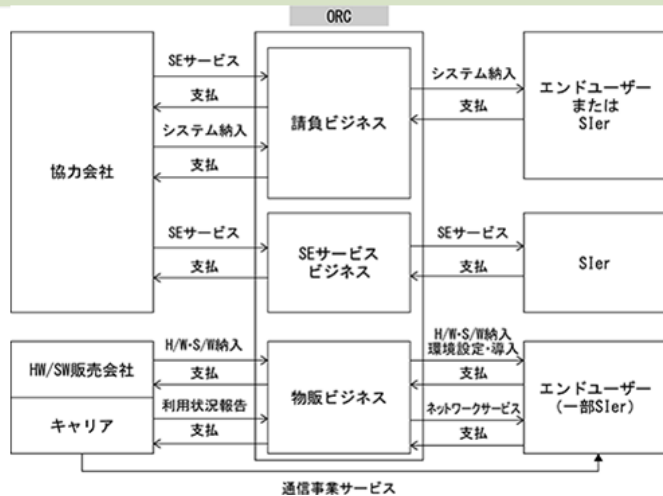 ORC
協力会社
SEサービス
支払
システム納入
支払
請負ビジネス
システム納入
支払
エンドユーザー
または
SIer
SEサービス
支払
SEサービス
ビジネス
SEサービス
支払
SIer
HW/SW販売会社
キャリア
H/W・S/W納入
支払
利用状況報告
支払
物販ビジネス
H/W・S/W納入
環境設定・導入
支払
ネットワークサービス
支払
エンドユーザー
(一部SIer)
通信事業サービス